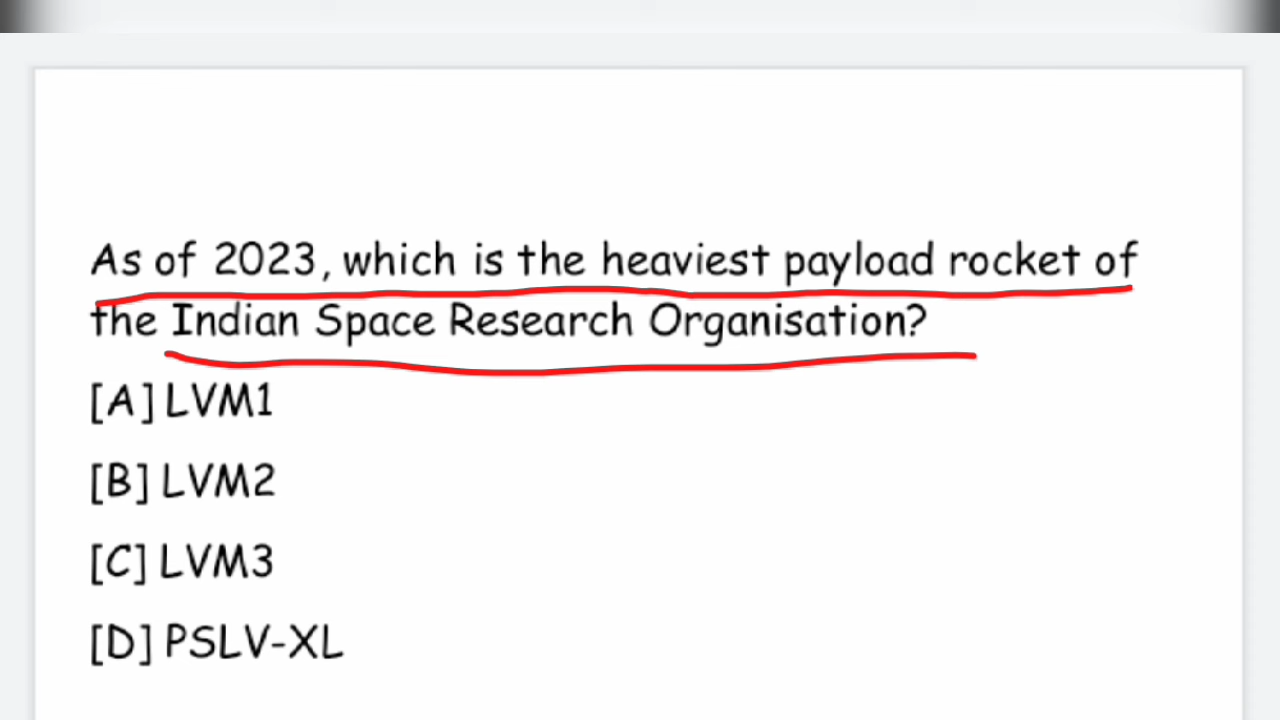 As of 2023, which is the heaviest payload rocket of
the Indian Space Research Organisation?
[A] LVM1
[B] LVM2
[C] LVM3
[D] PSLV-XL